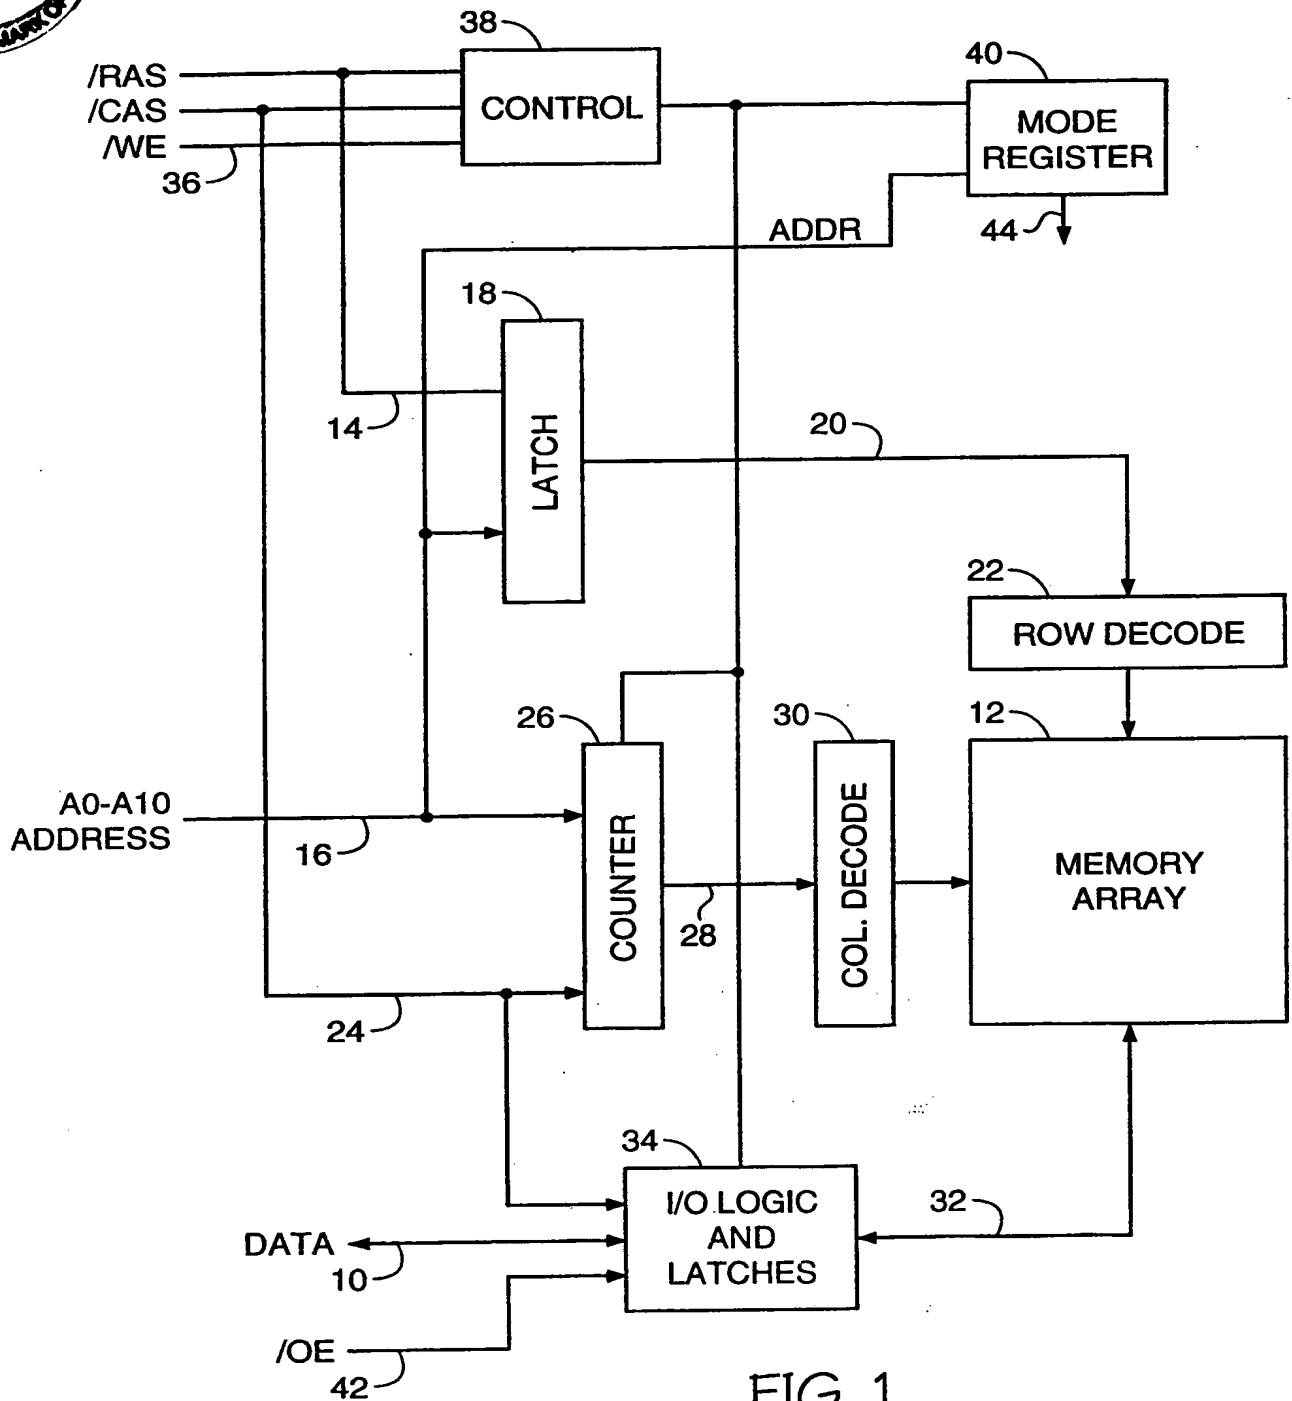 MARK OF
38
/RAS
/CAS
/WE
36
CONTROL
40
MODE
REGISTER
44
ADDR
18
14
LATCH
20
22
ROW DECODE
12
MEMORY
ARRAY
26
30
A0-A10
ADDRESS
16
COUNTER
28
COL. DECODE
24
34
I/O LOGIC
AND
LATCHES
32
DATA
10
/OE
42
FIG. 1